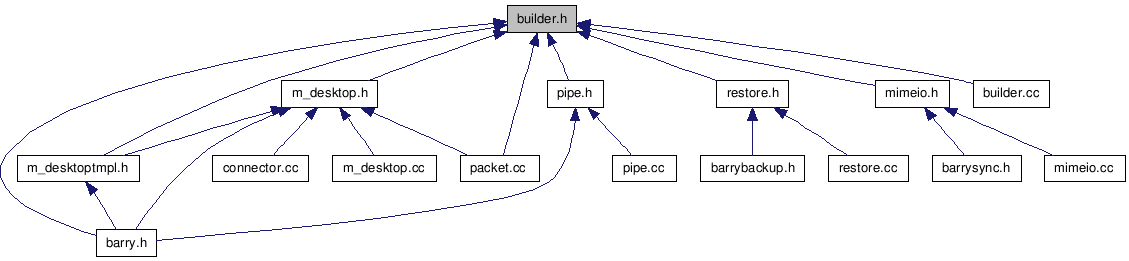 builder.h
m_desktop.h
pipe.h
restore.h
mimeio.h
builder.cc
m_desktoptmpl.h
connector.cc
m_desktop.cc
packet.cc
pipe.cc
barrybackup.h
restore.cc
barrysync.h
mimeio.cc
barry.h